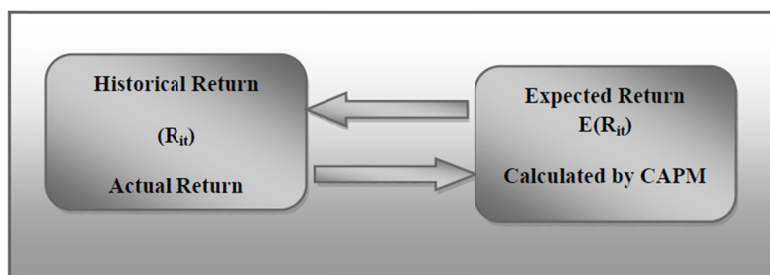 Historical Return
(Rit)
Actual Return
Expected Return
E(Rit)
Calculated by CAPM